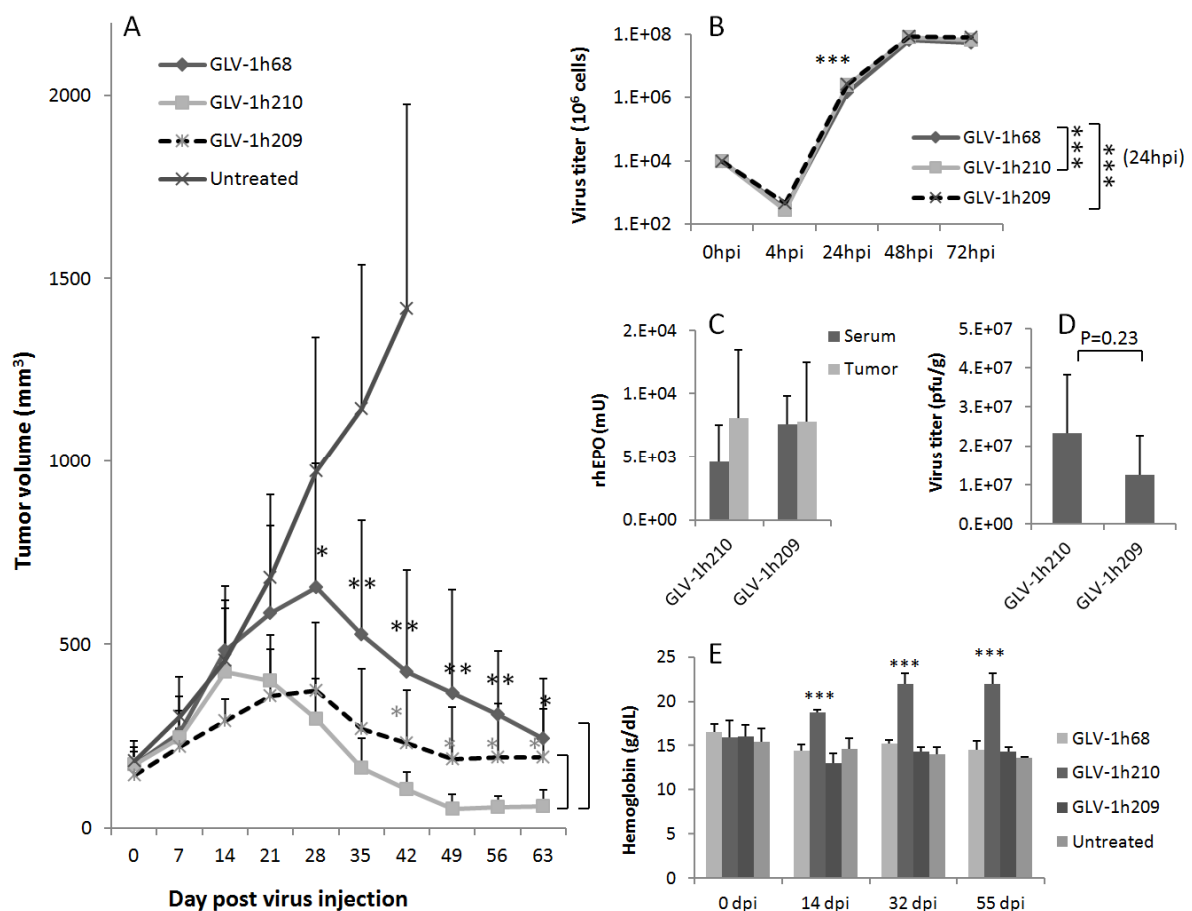 A
GLV-1h68
GLV-1h210
GLV-1h209
Untreated
2000
1500
1000
500
0
Tumor volume (mm³)
0 7 14 21 28 35 42 49 56 63
Day post virus injection
*
**
**
**
**
*
*
*
*
*
B
1.E+08
1.E+06
1.E+04
1.E+02
Virus titer (10⁶ cells)
***
GLV-1h68
GLV-1h210
GLV-1h209
***
***
(24hpi)
0hpi 4hpi 24hpi 48hpi 72hpi
C
2.E+04
1.E+04
5.E+03
0.E+00
rhEPO (mU)
Serum
Tumor
GLV-1h210
GLV-1h209
D
5.E+07
4.E+07
3.E+07
2.E+07
1.E+07
0.E+00
Virus titer (pfu/g)
P=0.23
GLV-1h210
GLV-1h209
E
25
20
15
10
5
0
Hemoglobin (g/dL)
***
***
***
GLV-1h68
GLV-1h210
GLV-1h209
Untreated
0 dpi 14 dpi 32 dpi 55 dpi